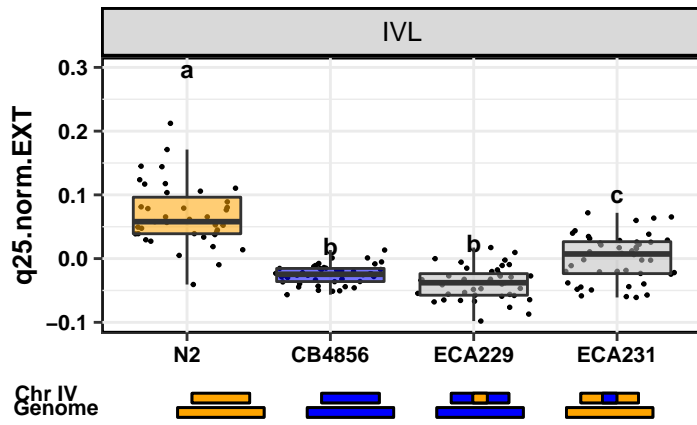 IVL
q25.norm.EXT
0.3
0.2
0.1
0.0
−0.1
a
b
b
c
N2 CB4856 ECA229 ECA231
Chr IV
Genome